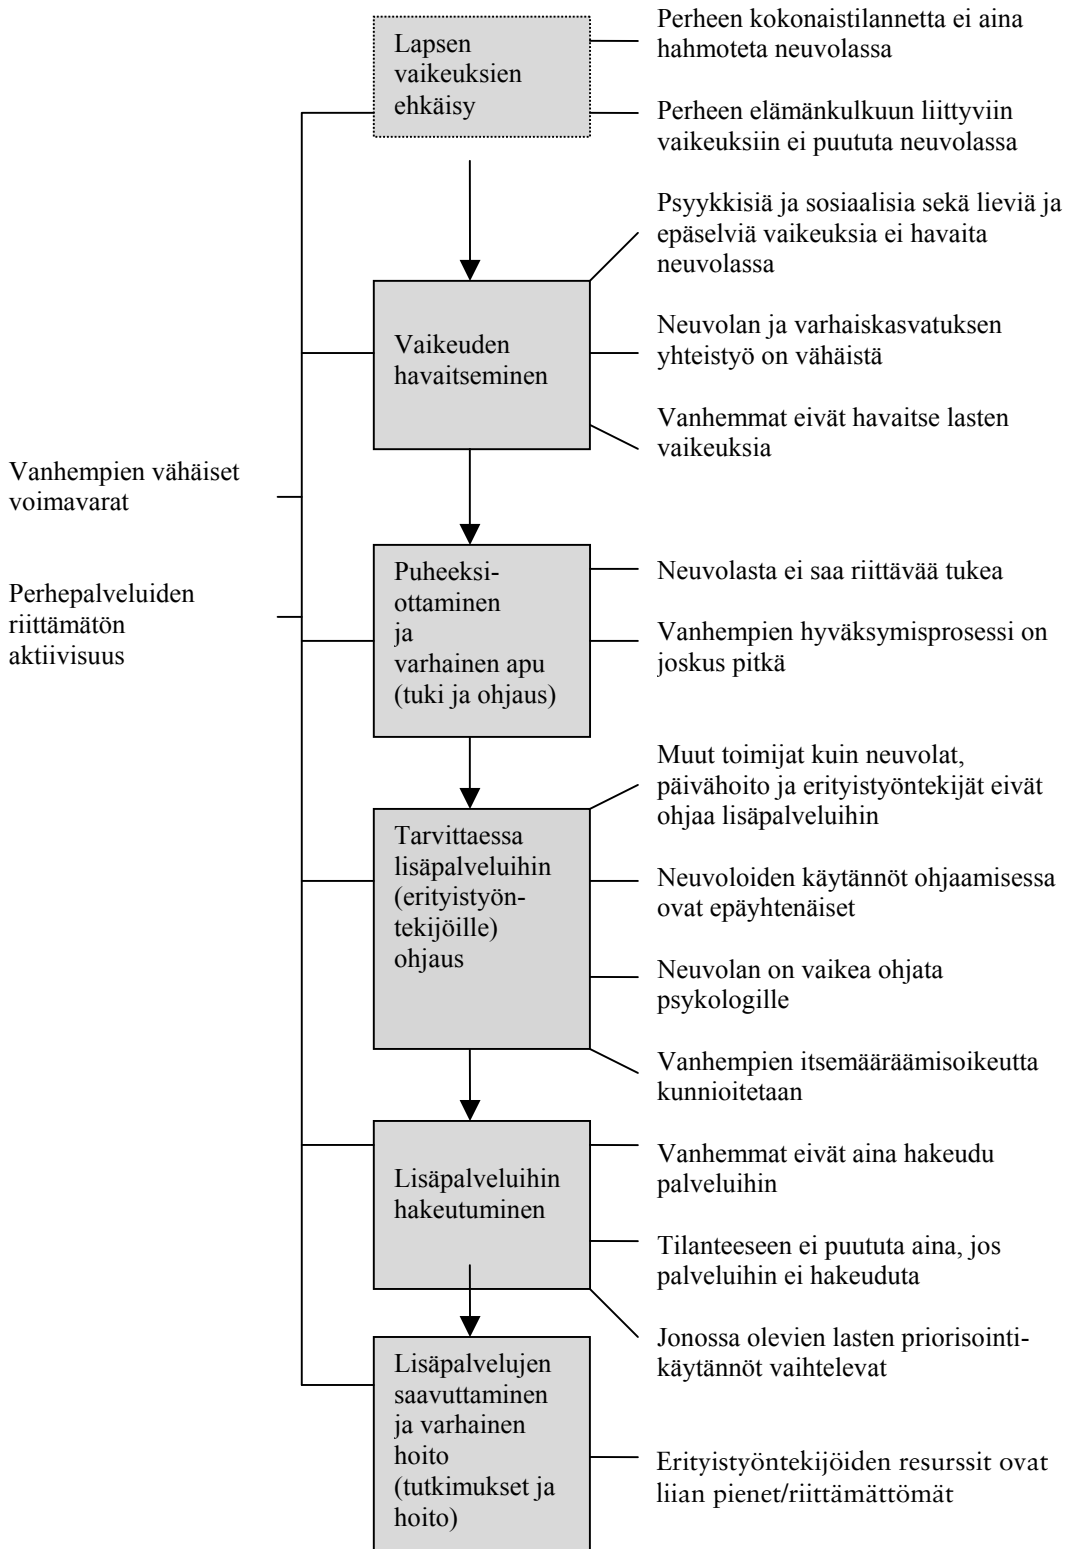 Lapsen
vaikeuksien
ehkäisy
Perheen kokonaistilannetta ei aina
hahmoteta neuvolassa
Perheen elämänkulkuun liittyviin
vaikeuksiin ei puututa neuvolassa
Psyykkisiä ja sosiaalisia sekä lieviä ja
epäselviä vaikeuksia ei havaita
neuvolassa
Vaikeuden
havaitseminen
Neuvolan ja varhaiskasvatuksen
yhteistyö on vähäistä
Vanhemmat eivät havaitse lasten
vaikeuksia
Vanhempien vähäiset
voimavarat
Perhepalveluiden
riittämätön
aktiivisuus
Puheeksi-
ottaminen
ja
varhainen apu
(tuki ja ohjaus)
Neuvolasta ei saa riittävää tukea
Vanhempien hyväksymisprosessi on
joskus pitkä
Tarvittaessa
lisäpalveluihin
(erityistyön-
tekijöille)
ohjaus
Muut toimijat kuin neuvolat,
päivähoito ja erityistyöntekijät eivät
ohjaa lisäpalveluihin
Neuvoloiden käytännöt ohjaamisessa
ovat epäyhtenäiset
Neuvolan on vaikea ohjata
psykologille
Vanhempien itsemääräämisoikeutta
kunnioitetaan
Lisäpalveluihin
hakeutuminen
Vanhemmat eivät aina hakeudu
palveluihin
Tilanteeseen ei puututa aina, jos
palveluihin ei hakeuduta
Jonossa olevien lasten priorisointi-
käytännöt vaihtelevat
Lisäpalvelujen
saavuttaminen
ja varhainen
hoito
(tutkimukset ja
hoito)
Erityistyöntekijöiden resurssit ovat
liian pienet/riittämättömät